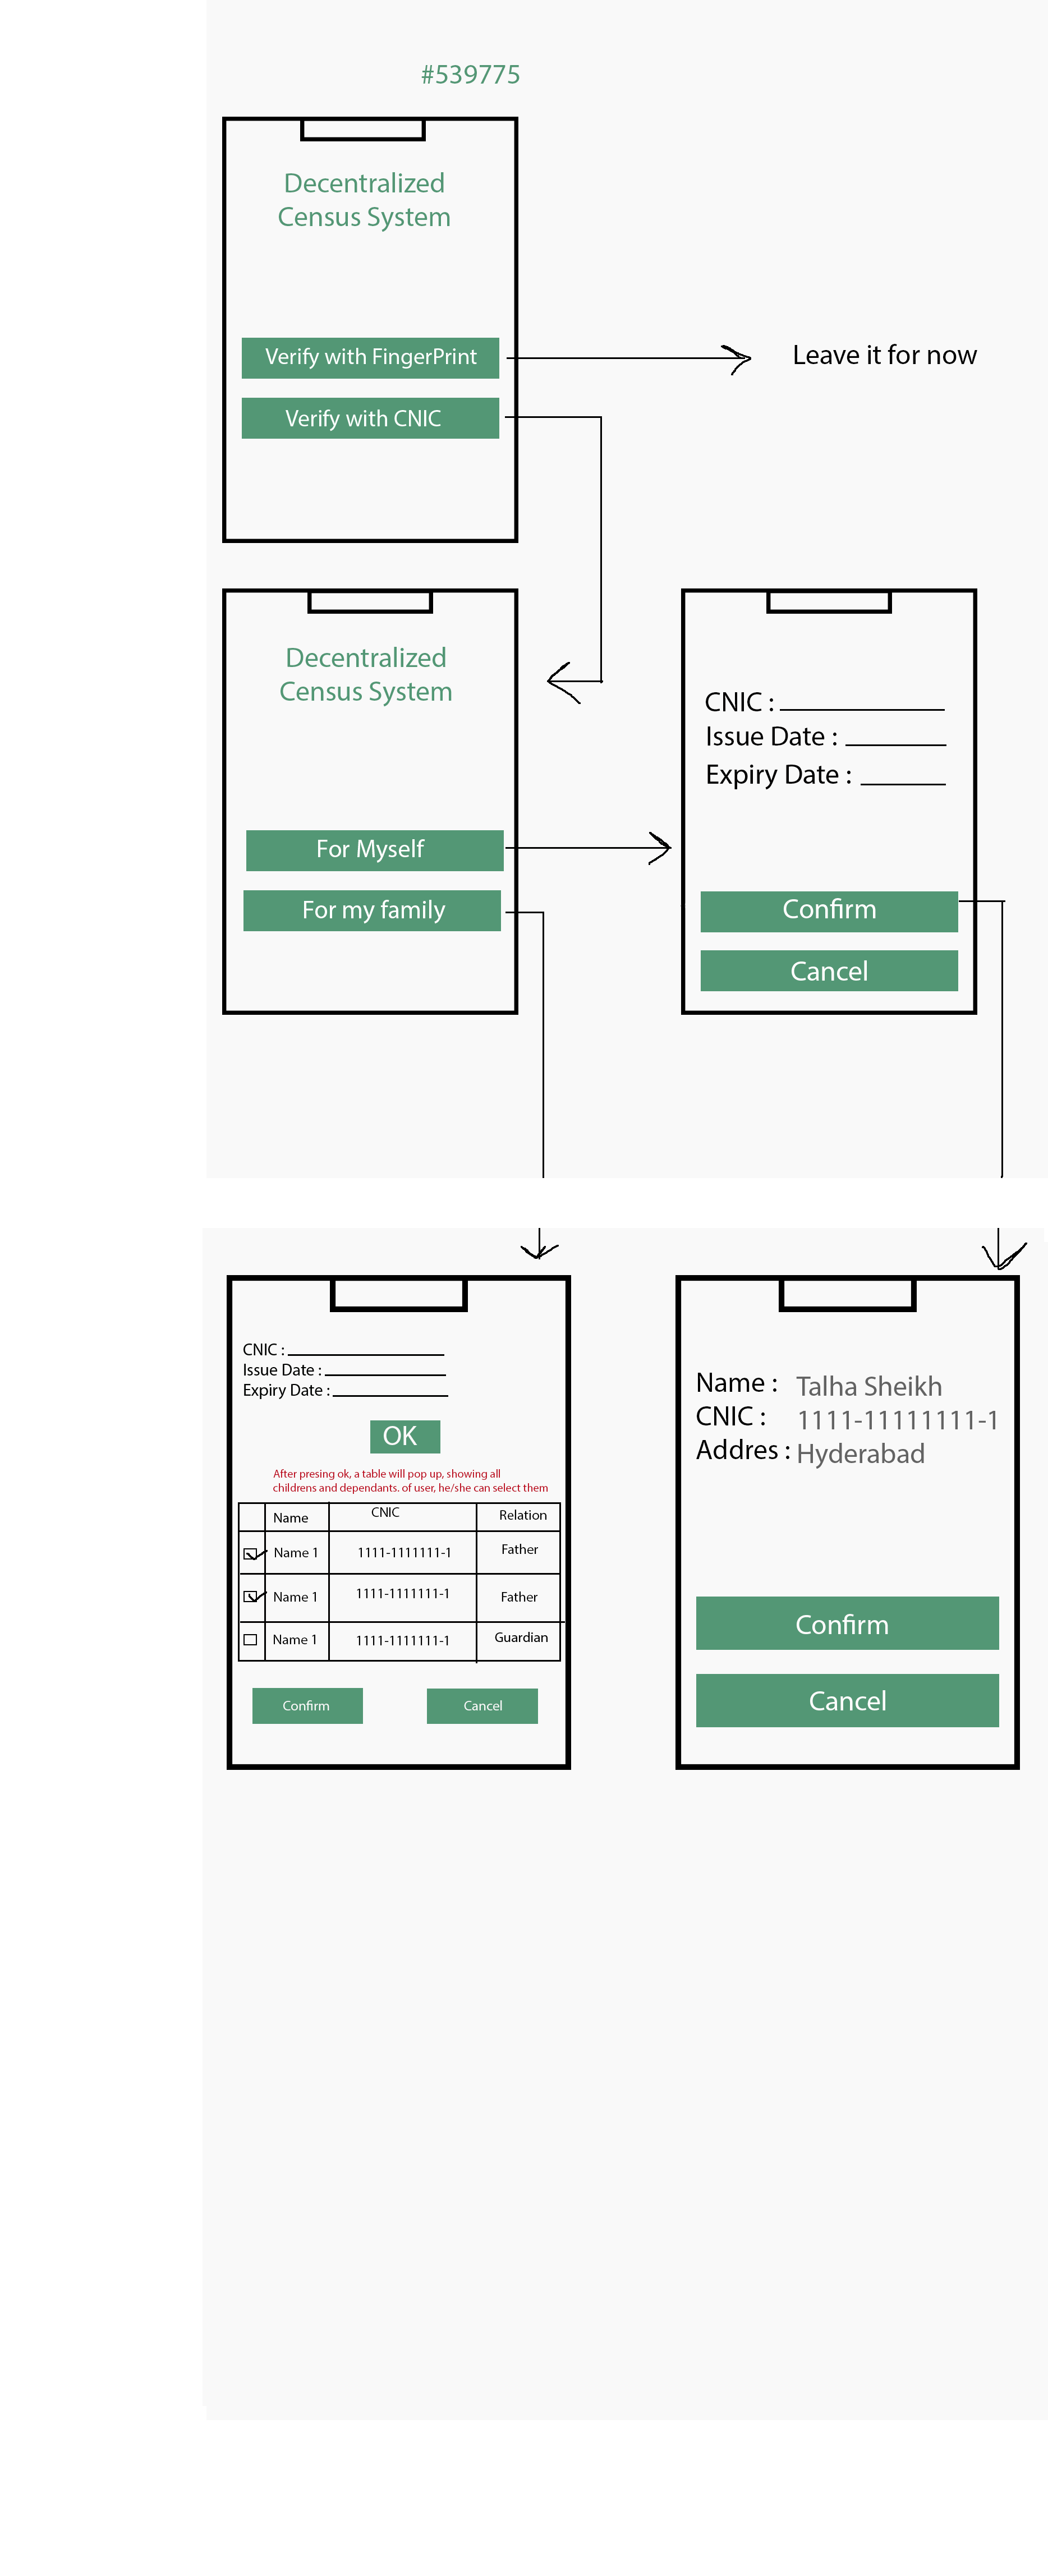 #539775
Decentralized
Census System
Verify with FingerPrint
Leave it for now
Verify with CNIC
Decentralized
Census System
For Myself
For my family
CNIC :
Issue Date :
Expiry Date :
Confirm
Cancel
CNIC :
Issue Date :
Expiry Date :
OK
After presing ok, a table will pop up, showing all
childrens and dependants. of user, he/she can select them
Name CNIC Relation
Name 1 1111-1111111-1 Father
Name 1 1111-1111111-1 Father
Name 1 1111-1111111-1 Guardian
Confirm Cancel
Name : Talha Sheikh
CNIC : 1111-11111111-1
Addres : Hyderabad
Confirm
Cancel